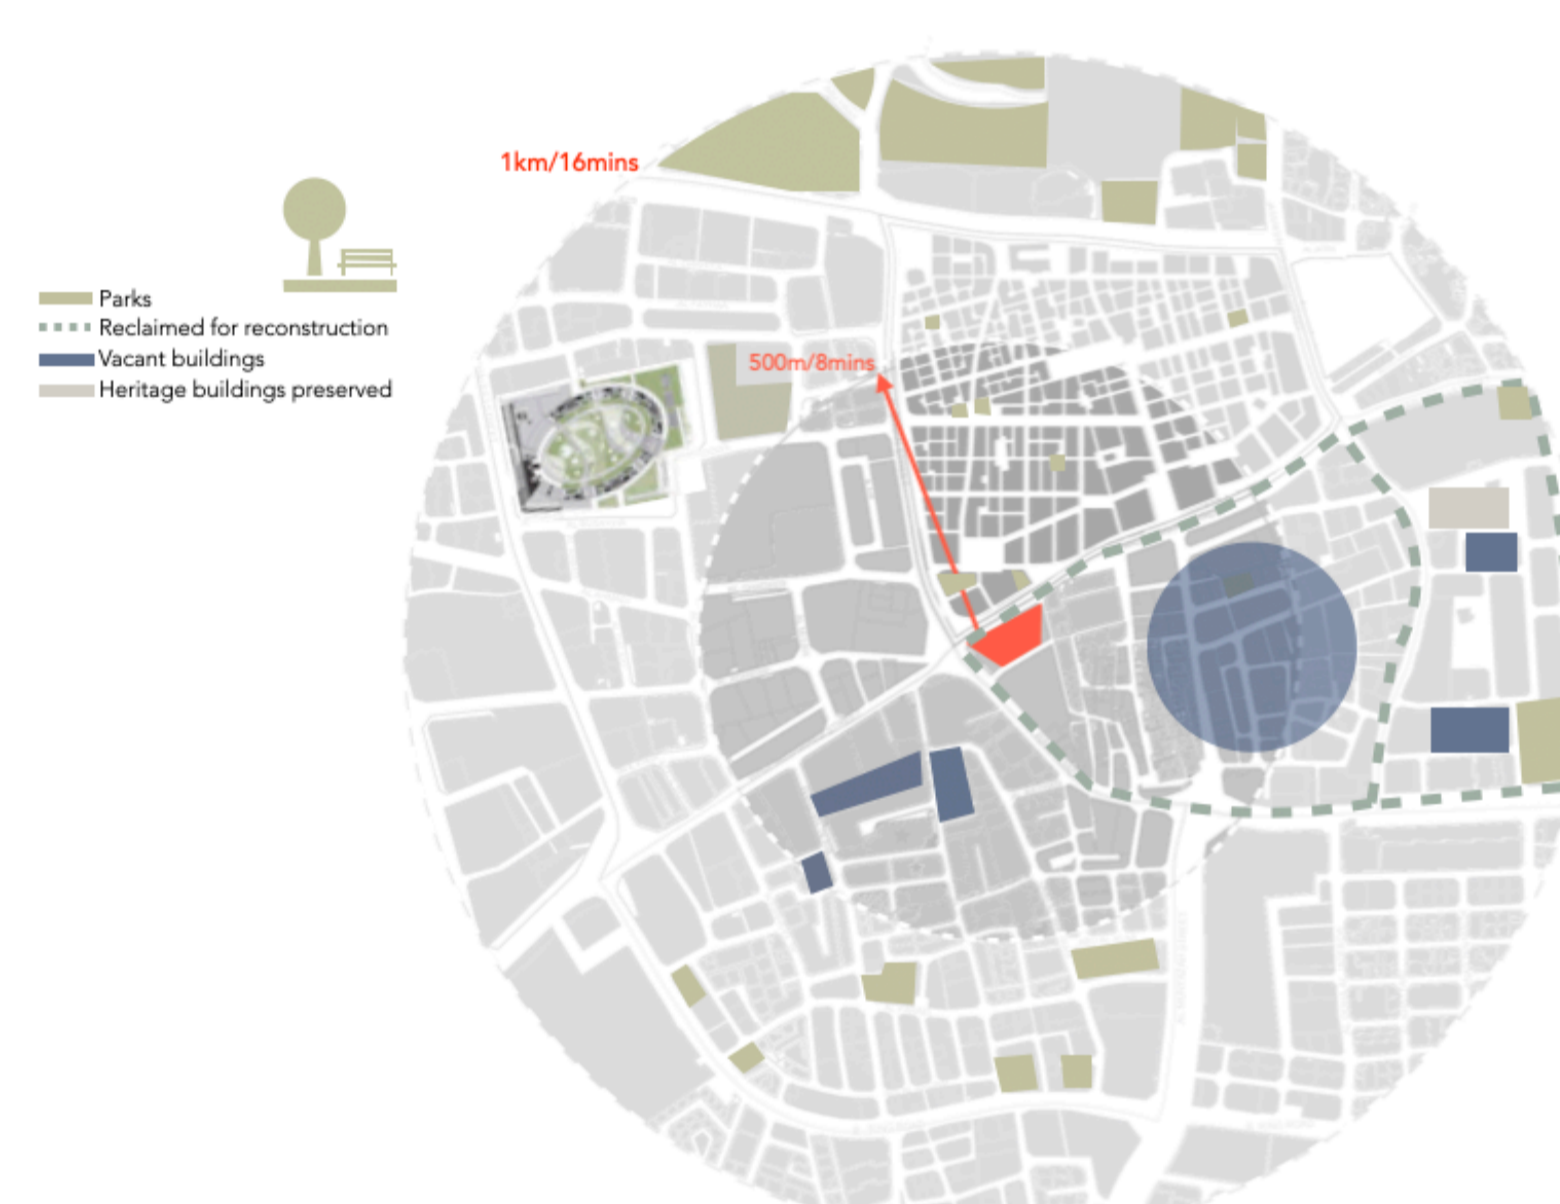 1km/16mins
Parks
Reclaimed for reconstruction
500m/8mins
Vacant buildings
Heritage buildings preserved